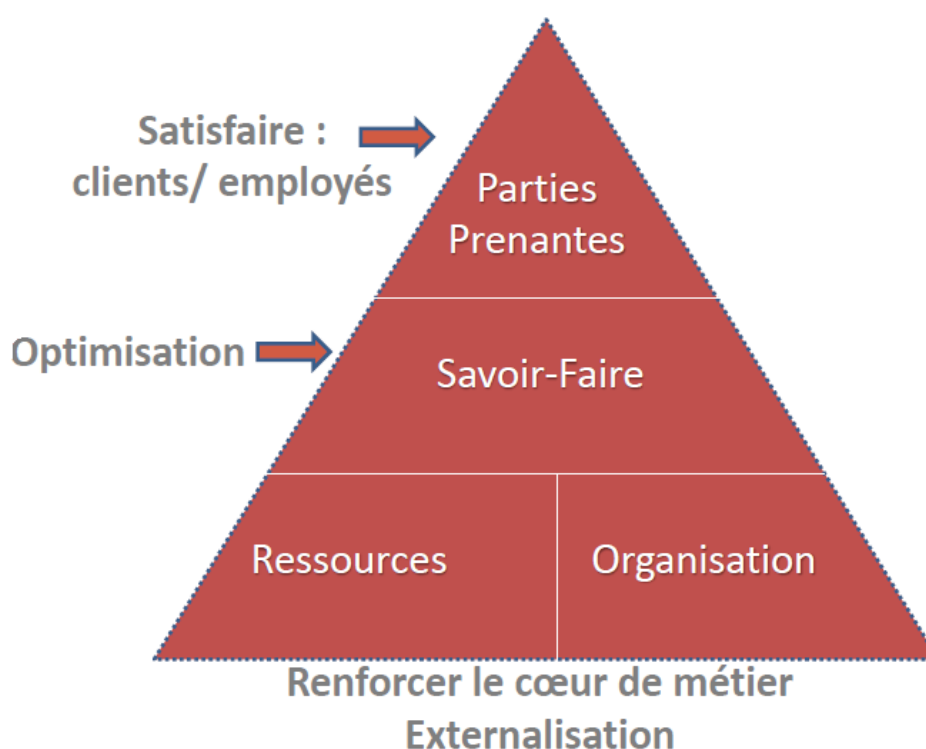 Satisfaire :
clients/ employés
Parties
Prenantes
Optimisation
Savoir-Faire
Ressources
Organisation
Renforcer le cœur de métier
Externalisation